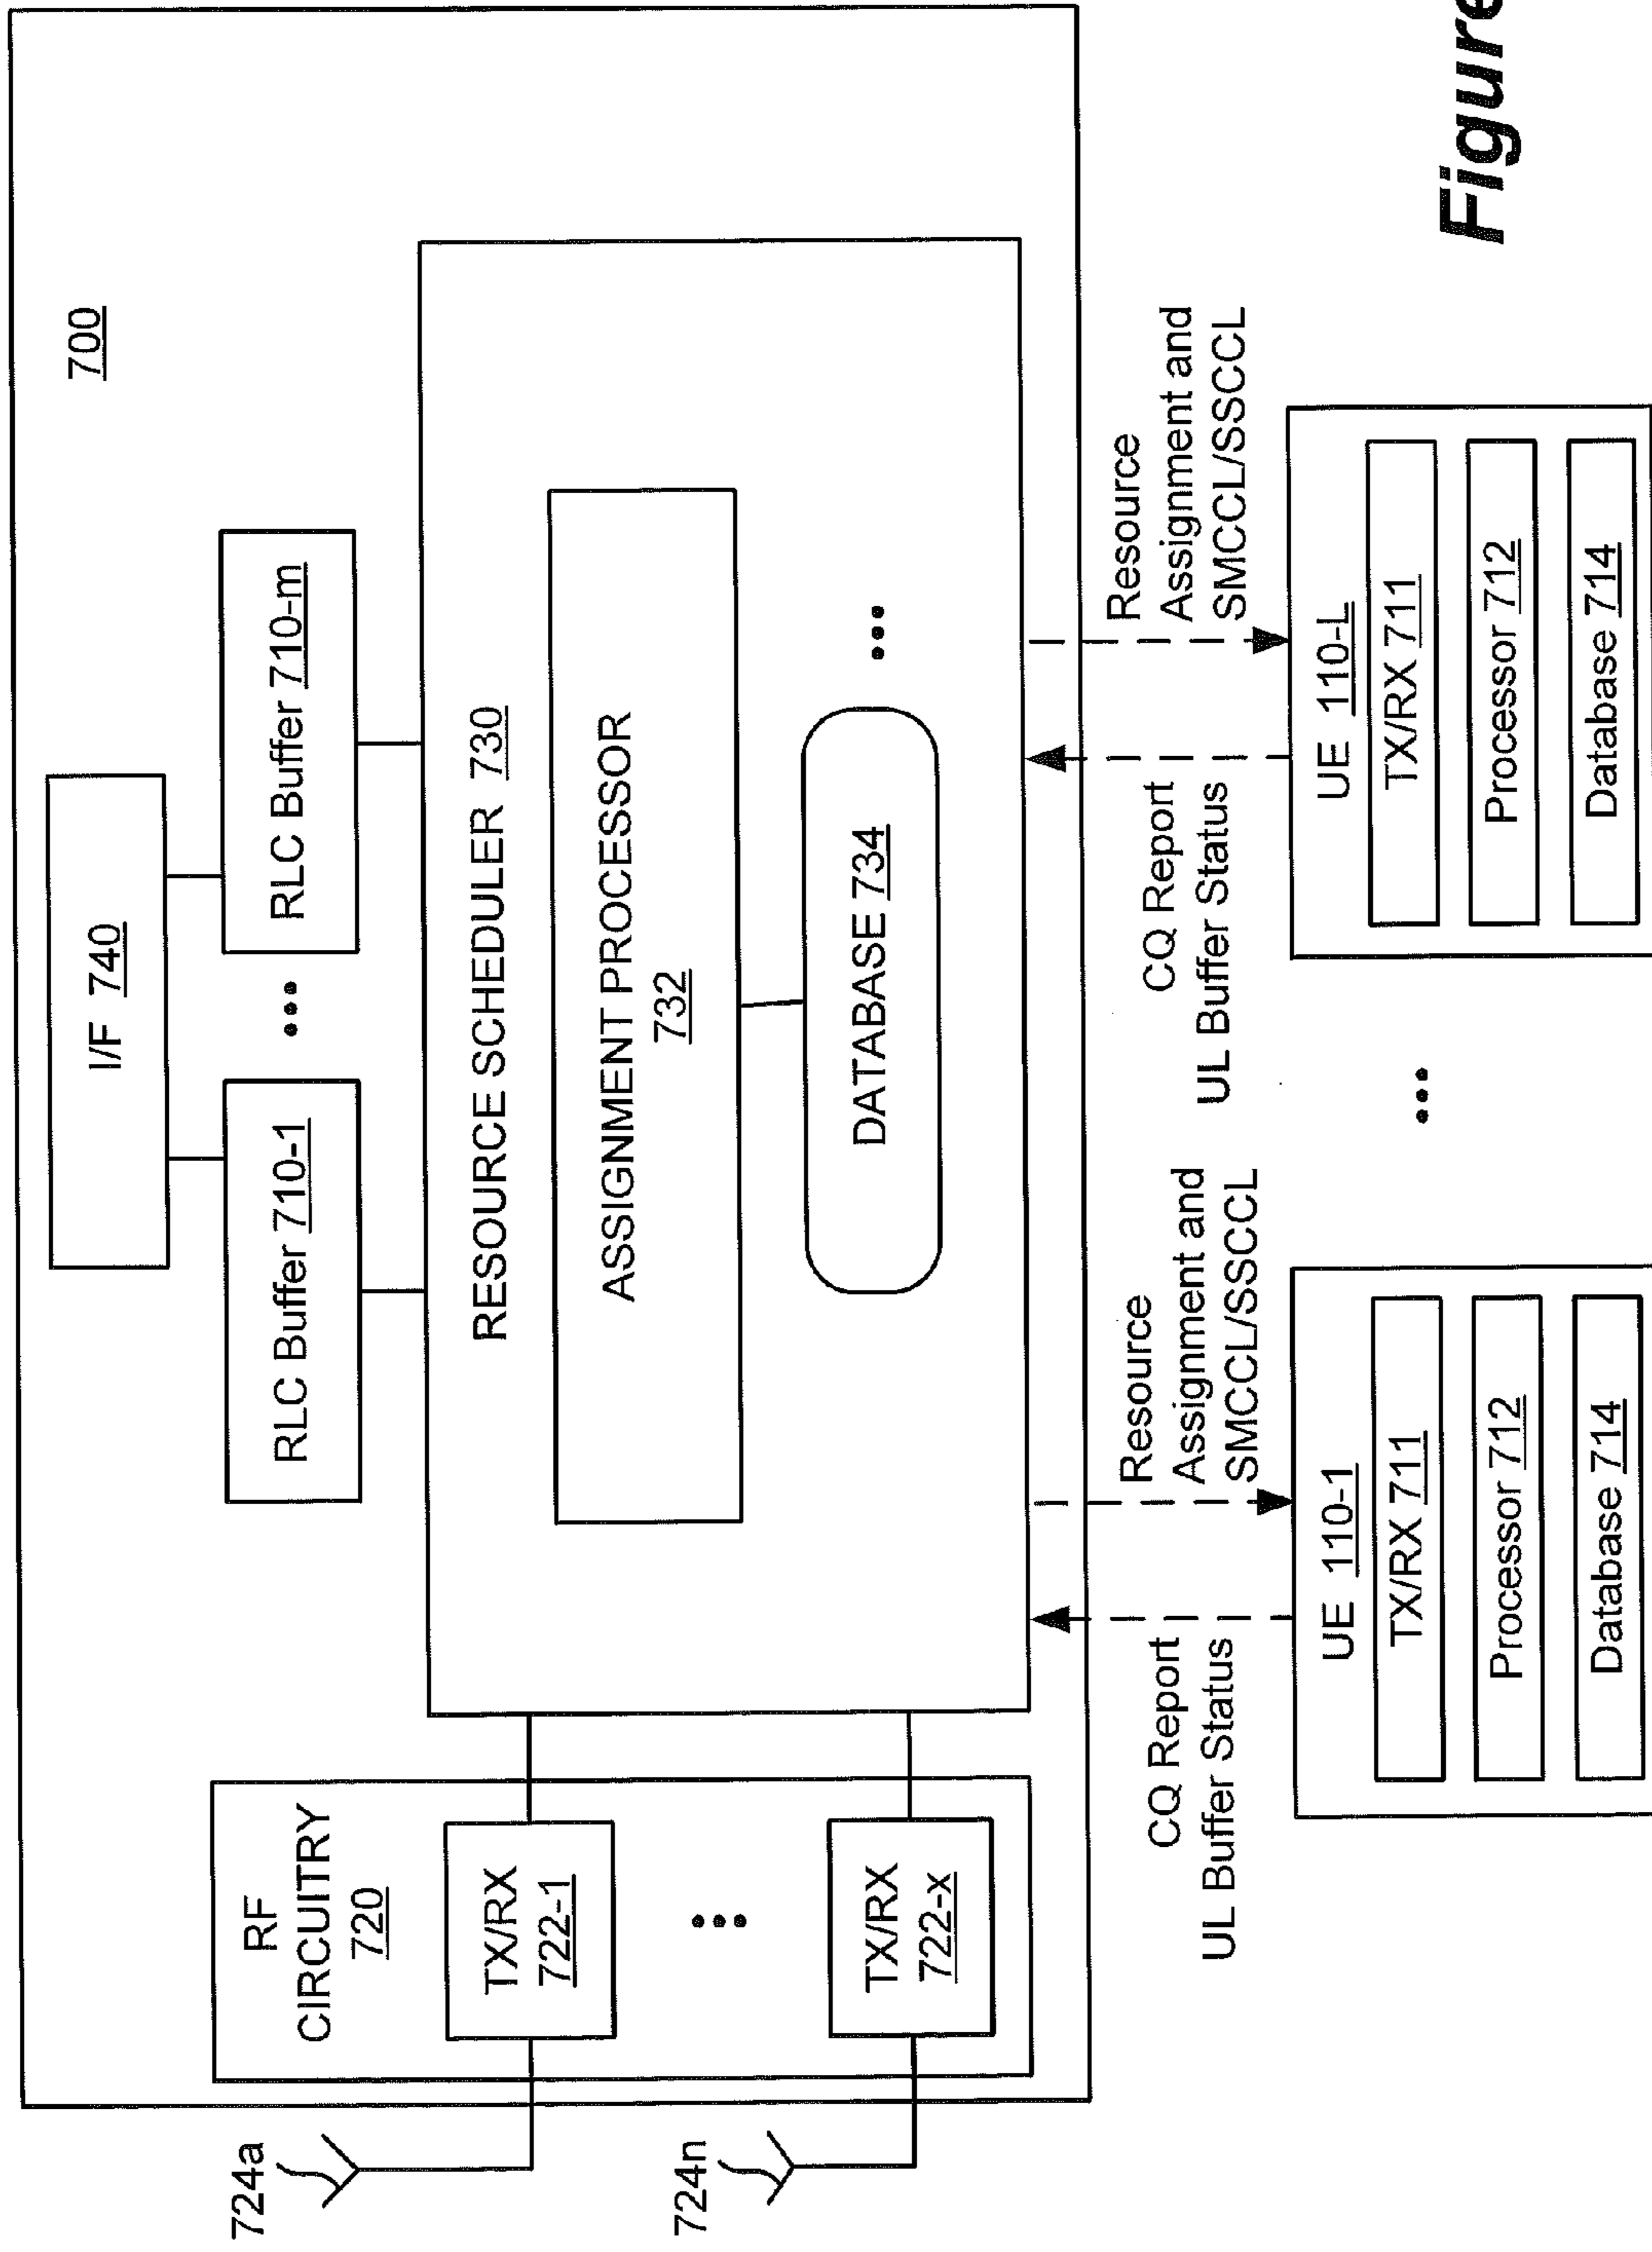 700
I/F 740
RLC Buffer 710-1
...
RLC Buffer 710-m
RF
CIRCUITRY
720
TX/RX
722-1
...
TX/RX
722-x
724a
724n
RESOURCE SCHEDULER 730
ASSIGNMENT PROCESSOR
732
DATABASE 734
...
CQ Report
UL Buffer Status
Resource
Assignment and
SMCCL/SSCCL
CQ Report
UL Buffer Status
Resource
Assignment and
SMCCL/SSCCL
UE 110-1
TX/RX 711
Processor 712
Database 714
...
UE 110-L
TX/RX 711
Processor 712
Database 714
Figure